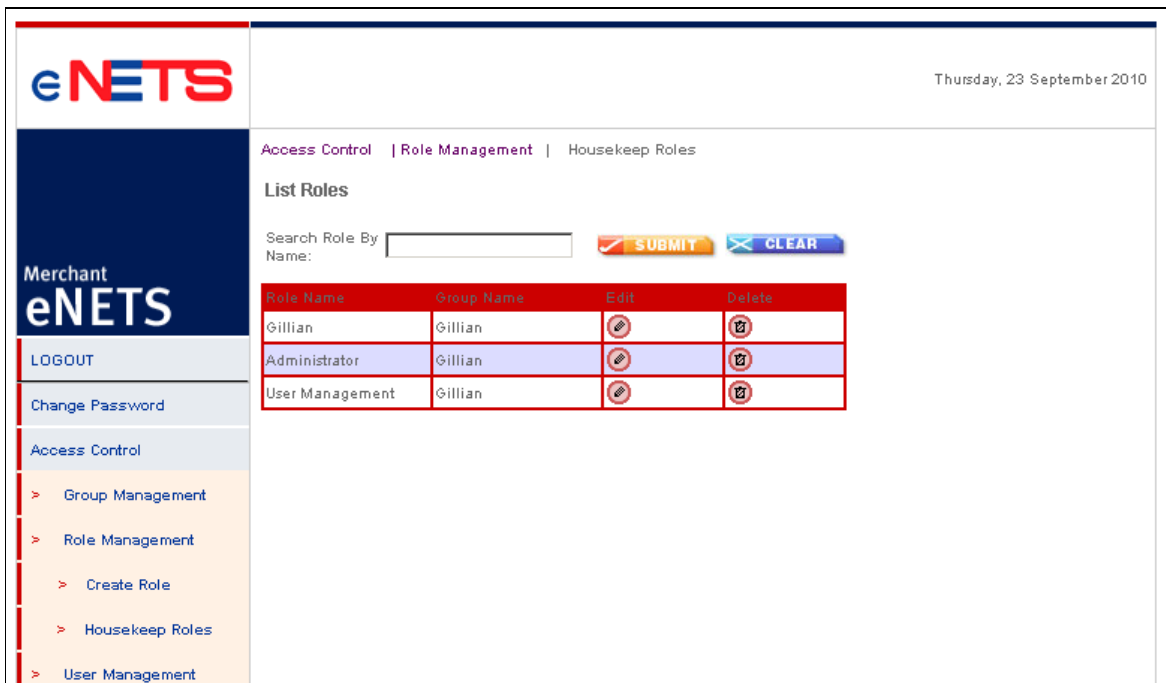 eNETS
Thursday, 23 September 2010
Access Control | Role Management | Housekeep Roles
List Roles
Search Role By
Name:
SUBMIT
CLEAR
Merchant
eNETS
Role Name Group Name Edit Delete
Gillian Gillian
Administrator Gillian
User Management Gillian
LOGOUT
Change Password
Access Control
> Group Management
> Role Management
> Create Role
> Housekeep Roles
> User Management